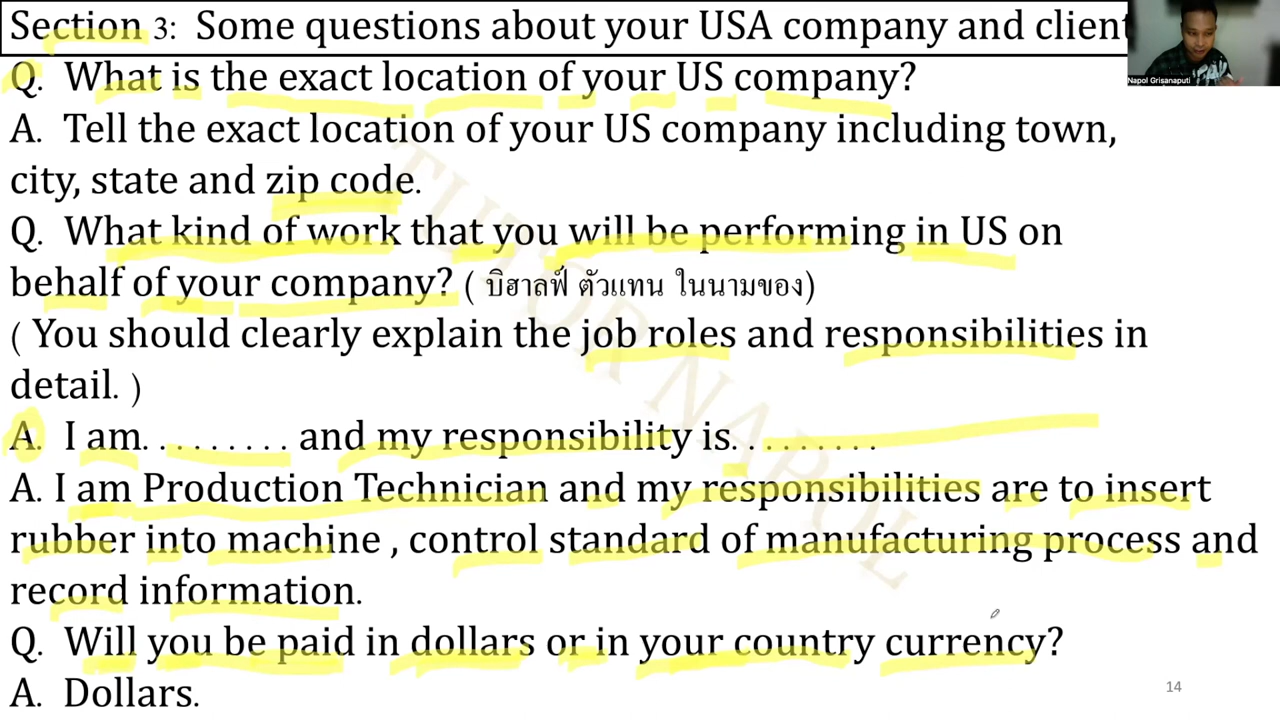 Section 3: Some questions about your USA company and client
Napol Grisanaputi
Q. What is the exact location of your US company?
A. Tell the exact location of your US company including town,
city, state and zip code.
Q. What kind of work that you will be performing in US on
behalf of your company? ( บิฮาลฟ์ ตัวแทน ในนามของ)
( You should clearly explain the job roles and responsibilities in
detail. )
A. I am. . . . . . . . . and my responsibility is. . . . . . . . .
A. I am Production Technician and my responsibilities are to insert
rubber into machine , control standard of manufacturing process and
record information.
Q. Will you be paid in dollars or in your country currency?
A. Dollars.
14
TUTOR NAPOL